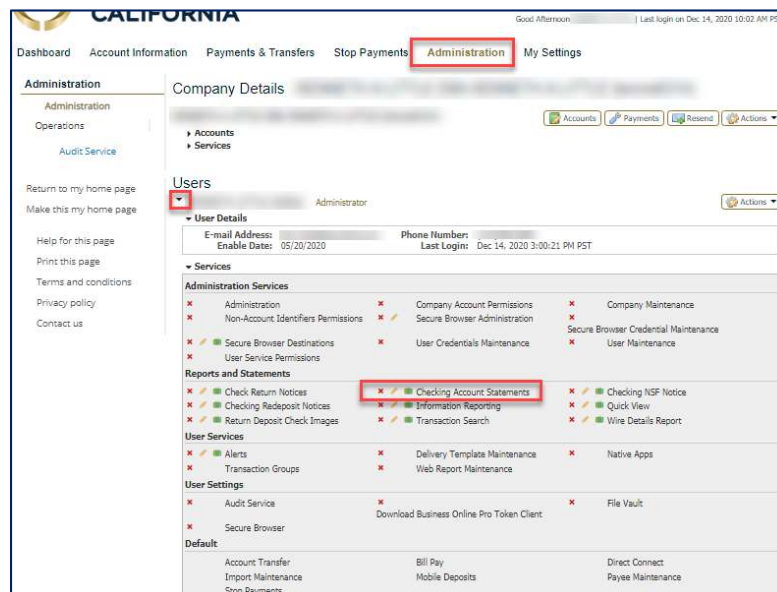 CALIFORNIA
Good Afternoon | Last login on Dec 14, 2020 10:02 AM
Dashboard Account Information Payments & Transfers Stop Payments Administration My Settings
Administration
Administration
Operations
Audit Service
Return to my home page
Make this my home page
Help for this page
Print this page
Terms and conditions
Privacy policy
Contact us
Company Details
Accounts Payments Resend Actions
Accounts
Services
Users
Administrator Actions
User Details
E-mail Address: Phone Number:
Enable Date: 05/20/2020 Last Login: Dec 14, 2020 3:00:21 PM PST
Services
Administration Services
Administration Company Account Permissions Company Maintenance
Non-Account Identifiers Permissions Secure Browser Administration
Secure Browser Credential Maintenance
Secure Browser Destinations User Credentials Maintenance User Maintenance
User Service Permissions
Reports and Statements
Check Return Notices Checking Account Statements Checking NSF Notice
Checking Redeposit Notices Information Reporting Quick View
Return Deposit Check Images Transaction Search Wire Details Report
User Services
Alerts Delivery Template Maintenance Native Apps
Transaction Groups Web Report Maintenance
User Settings
Audit Service File Vault
Download Business Online Pro Token Client
Secure Browser
Default
Account Transfer Bill Pay Direct Connect
Import Maintenance Mobile Deposits Payee Maintenance
Stop Payments